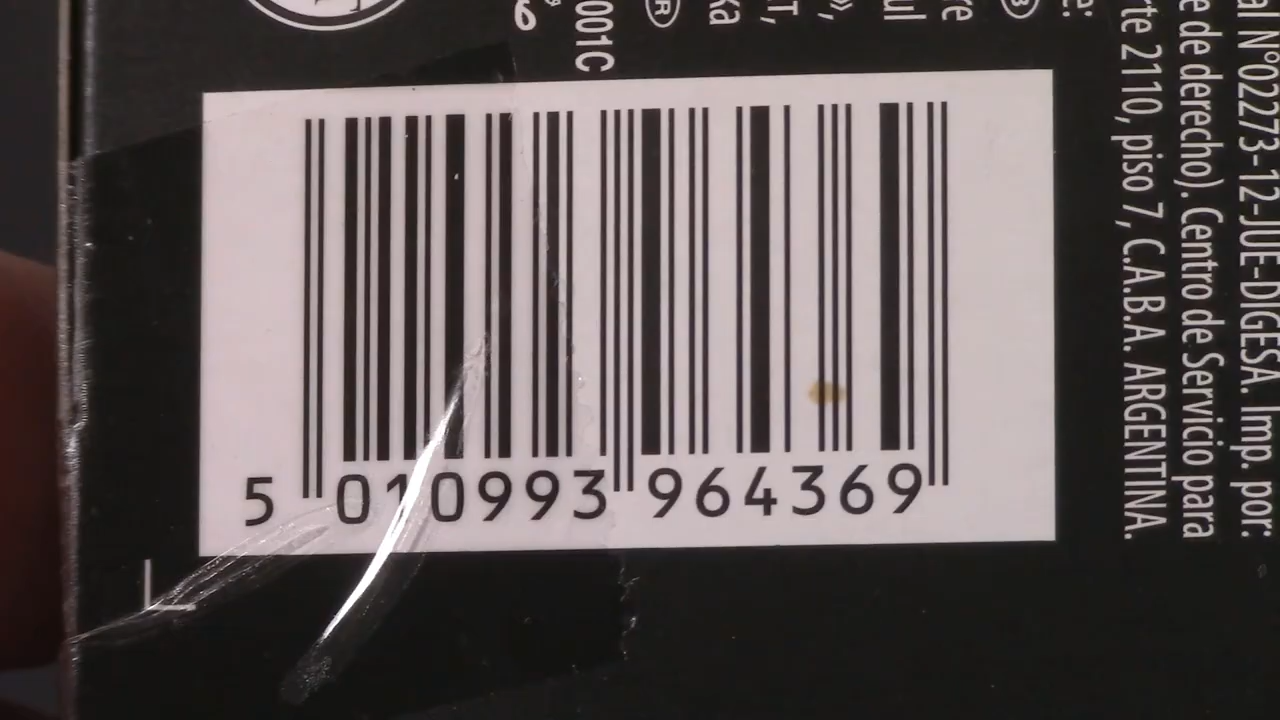 5 010993 964369
001C
al N°02273-12-JUE-DIGESA. Imp. por:
e de derecho). Centro de Servicio para
rte 2110, piso 7, C.A.B.A. ARGENTINA.